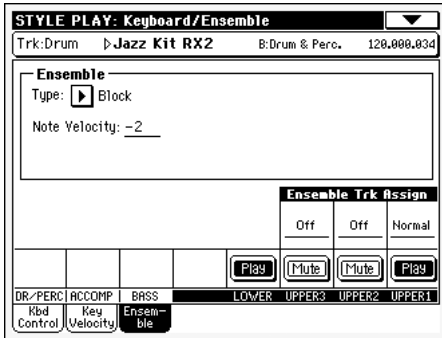 STYLE PLAY: Keyboard/Ensemble
Trk:Drum Jazz Kit RX2 B:Drum & Perc. 120.000.034
Ensemble
Type: Block
Note Velocity: -2
Ensemble Trk Assign
Off Off Normal
Play Mute Mute Play
DR/PERC ACCOMP BASS LOWER UPPER3 UPPER2 UPPER1
Kbd Key Ensem-
Control Velocity ble